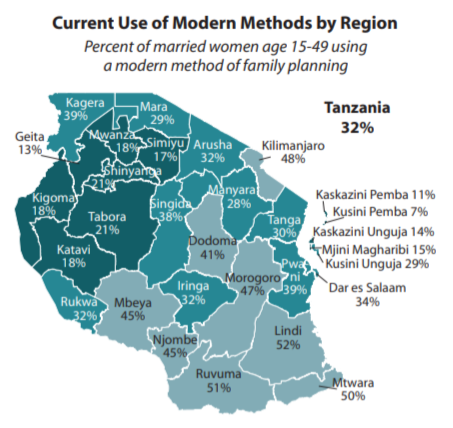 Current Use of Modern Methods by Region
Percent of married women age 15-49 using
a modern method of family planning
Tanzania
32%
Kagera
39%
Mara
29%
Geita
13%
Mwanza
18%
Simiyu
17%
Arusha
32%
Kilimanjaro
48%
Shinyanga
21%
Kigoma
18%
Tabora
21%
Singida
38%
Manyara
28%
Tanga
30%
Kaskazini Pemba 11%
Kusini Pemba 7%
Kaskazini Unguja 14%
Mjini Magharibi 15%
Kusini Unguja 29%
Dar es Salaam
34%
Dodoma
41%
Katavi
18%
Morogoro
47%
Pwa
ni
39%
Rukwa
32%
Mbeya
45%
Iringa
32%
Njombe
45%
Lindi
52%
Ruvuma
51%
Mtwara
50%